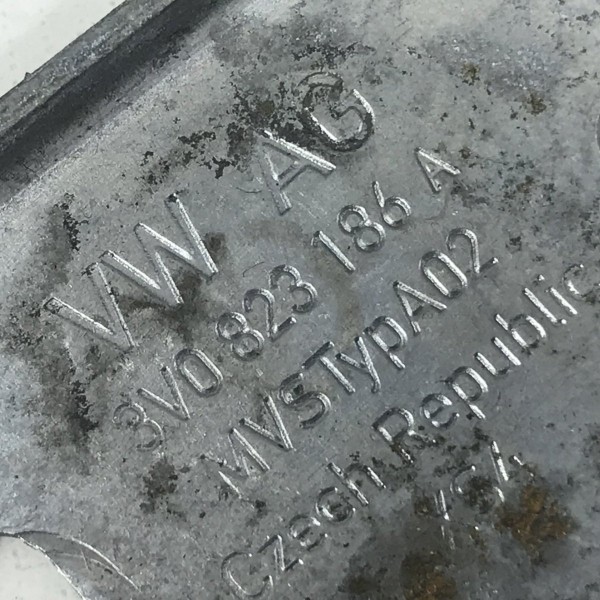 VW AG
3V0 823 186 A
MVSTypA02
Czech Republic